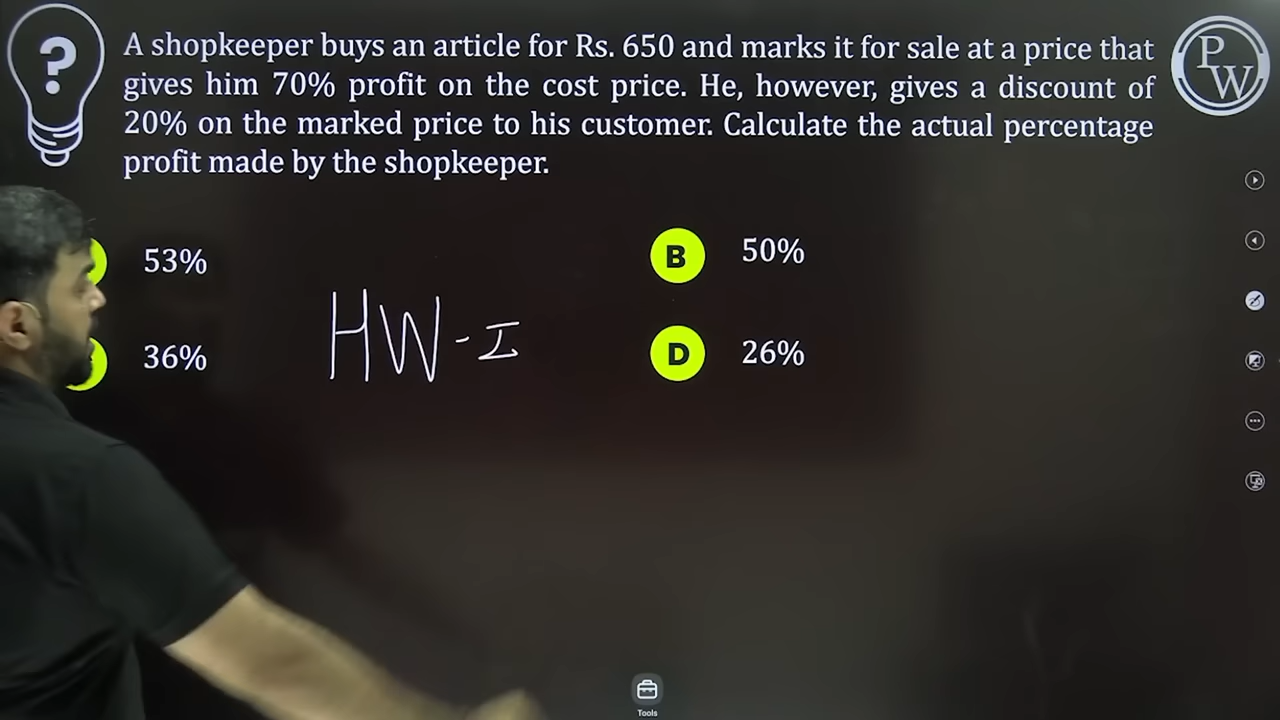 ?
A shopkeeper buys an article for Rs. 650 and marks it for sale at a price that
gives him 70% profit on the cost price. He, however, gives a discount of
20% on the marked price to his customer. Calculate the actual percentage
profit made by the shopkeeper.
PW
53%
B 50%
36%
D 26%
HW-I
Tools